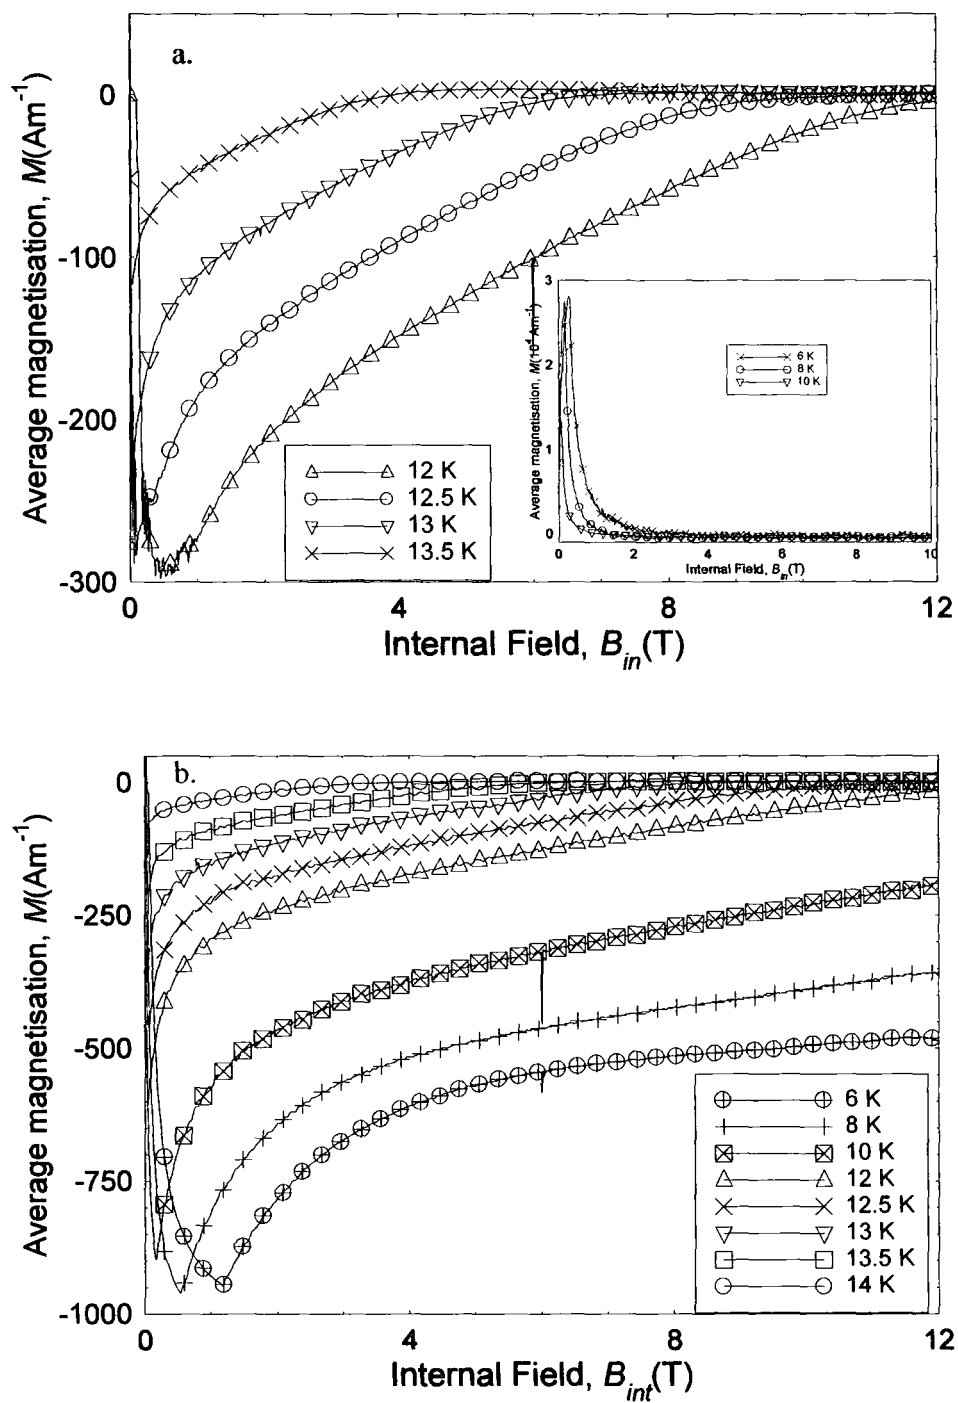 a.
Average magnetisation, M(Am⁻¹)
0
-100
-200
-300
0
4
8
12
Internal Field, B_in(T)
12 K
12.5 K
13 K
13.5 K
Average magnetisation, M(10⁴Am⁻¹)
3
2
1
0
0
2
4
6
8
10
Internal Field, B_in(T)
6 K
8 K
10 K
b.
Average magnetisation, M(Am⁻¹)
0
-250
-500
-750
-1000
0
4
8
12
Internal Field, B_int(T)
6 K
8 K
10 K
12 K
12.5 K
13 K
13.5 K
14 K